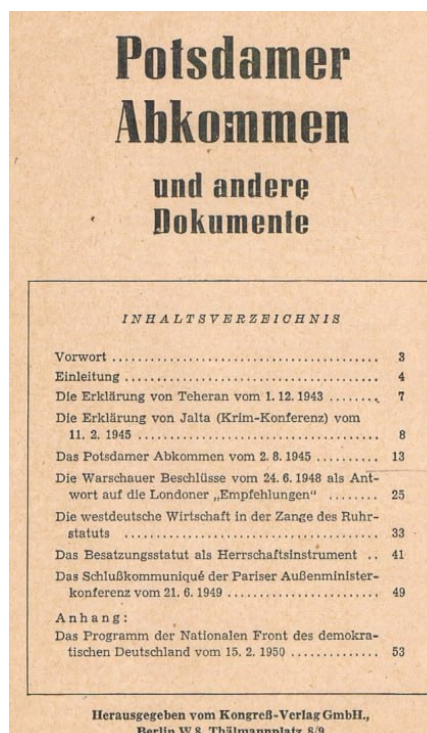 Potsdamer
Abkommen
und andere
Dokumente
INHALTSVERZEICHNIS
Vorwort ........................................ 3
Einleitung ...................................... 4
Die Erklärung von Teheran vom 1. 12. 1943 ........ 7
Die Erklärung von Jalta (Krim-Konferenz) vom
11. 2. 1945 .................................... 8
Das Potsdamer Abkommen vom 2. 8. 1945 .......... 13
Die Warschauer Beschlüsse vom 24. 6. 1948 als Ant-
wort auf die Londoner „Empfehlungen“ ........ 25
Die westdeutsche Wirtschaft in der Zange des Ruhr-
statuts ...................................... 33
Das Besatzungsstatut als Herrschaftsinstrument .. 41
Das Schlußkommuniqué der Pariser Außenminister-
konferenz vom 21. 6. 1949 ....................... 49
Anhang:
Das Programm der Nationalen Front des demokra-
tischen Deutschland vom 15. 2. 1950 ............. 53
Herausgegeben vom Kongreß-Verlag GmbH.,
Berlin W 8, Thälmannplatz 8/9